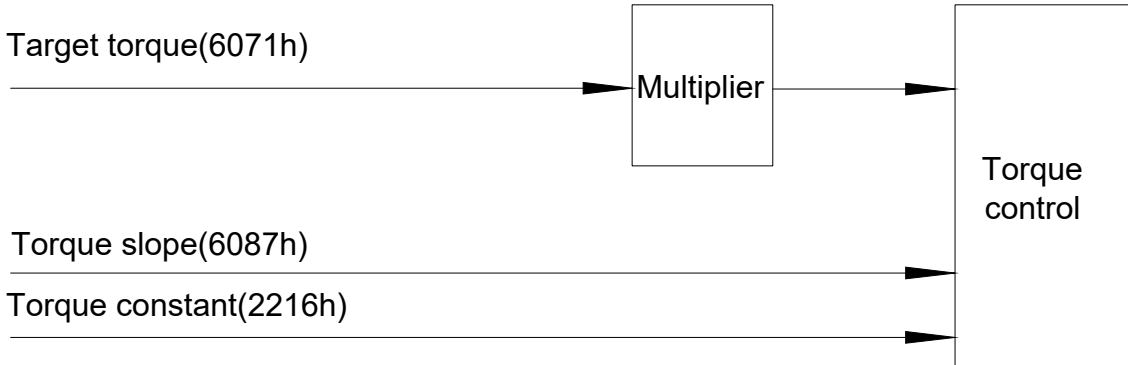 Target torque(6071h)
Multiplier
Torque
control
Torque slope(6087h)
Torque constant(2216h)